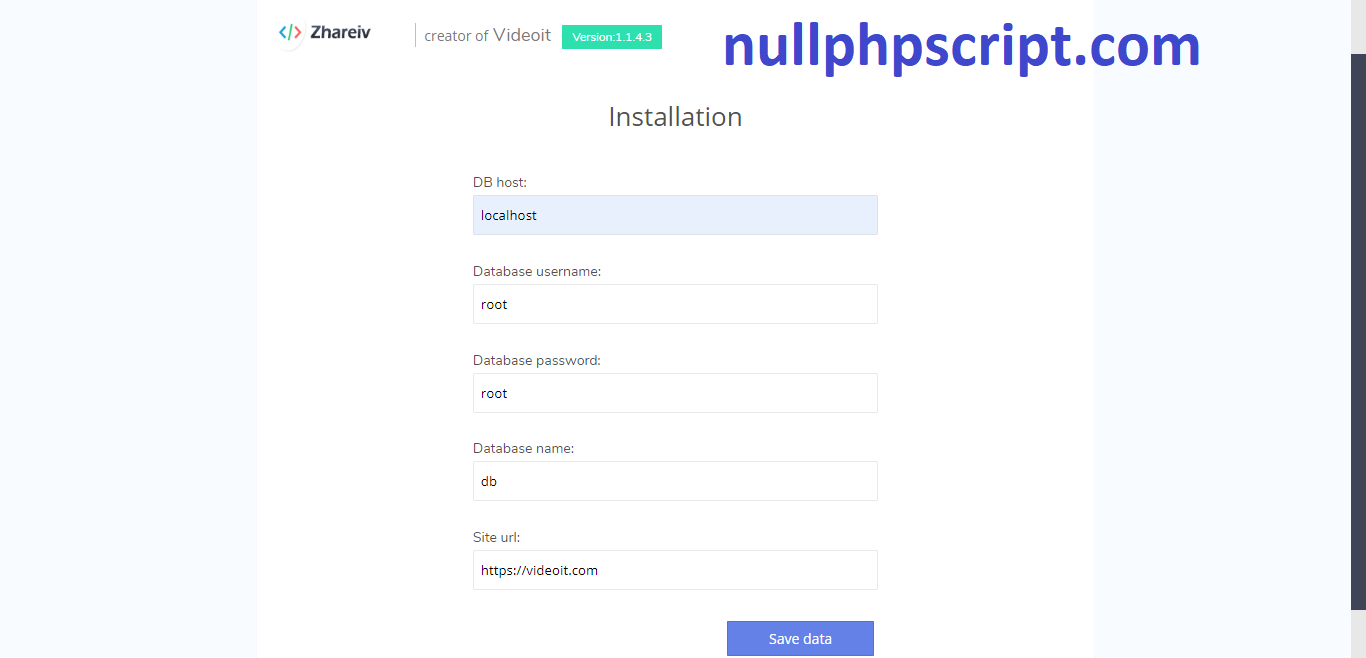 Zhareiv
creator of Videoit
Version:1.1.4.3
nullphpscript.com
Installation
DB host:
localhost
Database username:
root
Database password:
root
Database name:
db
Site url:
https://videoit.com
Save data